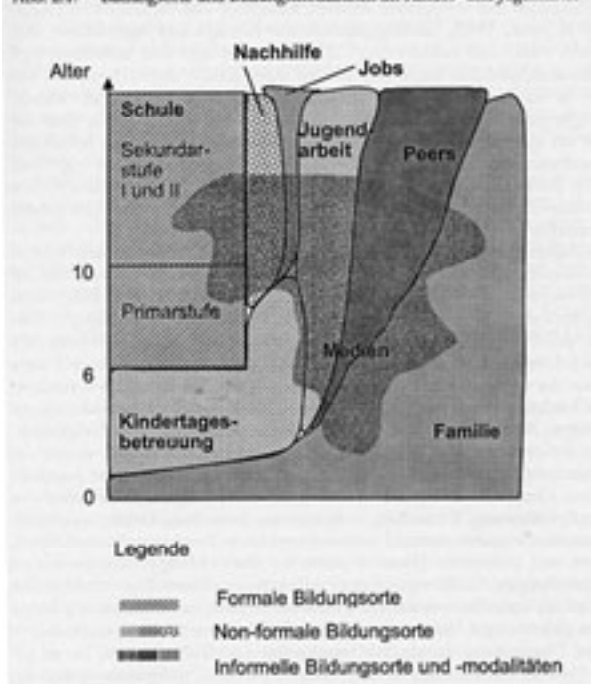 Nachhilfe
Alter
Jobs
Schule
Sekundar-
stufe
I und II
Jugend
arbeit
Peers
10
Primarstufe
6
Medien
Kindertages-
betreuung
Familie
0
Legende
Formale Bildungsorte
Non-formale Bildungsorte
Informelle Bildungsorte und -modalitäten